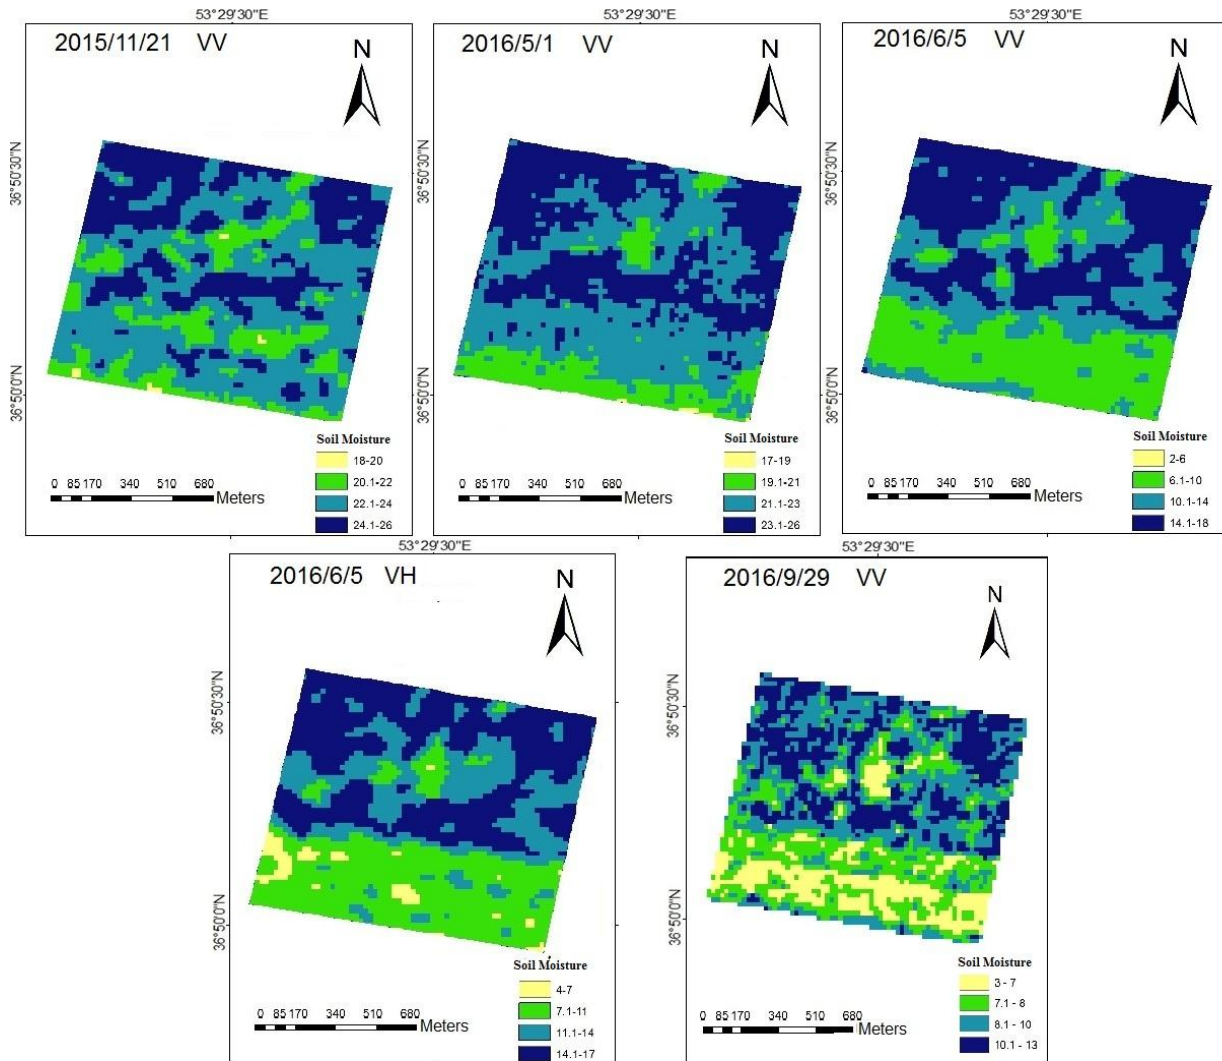 53°29'30"E
2015/11/21 VV
N
36°50'30"N
36°50'0"N
Soil Moisture
18-20
20.1-22
22.1-24
24.1-26
0 85 170 340 510 680
Meters
53°29'30"E
2016/5/1 VV
N
36°50'30"N
36°50'0"N
Soil Moisture
17-19
19.1-21
21.1-23
23.1-26
0 85 170 340 510 680
Meters
53°29'30"E
2016/6/5 VV
N
36°50'30"N
36°50'0"N
Soil Moisture
2-6
6.1-10
10.1-14
14.1-18
0 85 170 340 510 680
Meters
53°29'30"E
2016/6/5 VH
N
36°50'30"N
36°50'0"N
Soil Moisture
4-7
7.1-11
11.1-14
14.1-17
0 85 170 340 510 680
Meters
53°29'30"E
2016/9/29 VV
N
36°50'30"N
36°50'0"N
Soil Moisture
3 - 7
7.1 - 8
8.1 - 10
10.1 - 13
0 85 170 340 510 680
Meters